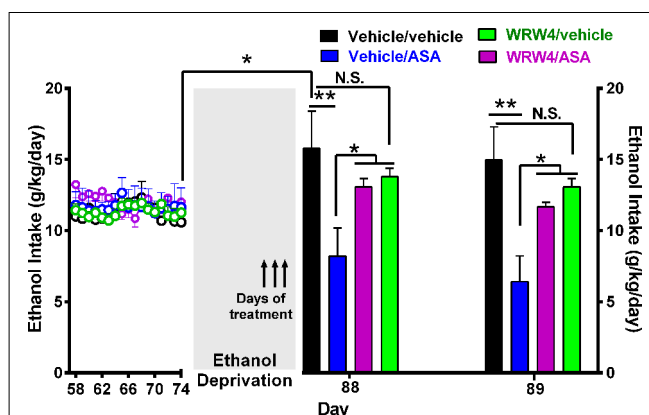 Vehicle/vehicle WRW4/vehicle
Vehicle/ASA WRW4/ASA
Ethanol Intake (g/kg/day)
20
15
10
5
0
58 62 66 70 74
Days of
treatment
Ethanol
Deprivation
*
N.S.
**
*
88
**
N.S.
*
89
20
15
10
5
0
Ethanol Intake
(g/kg/day)
Day